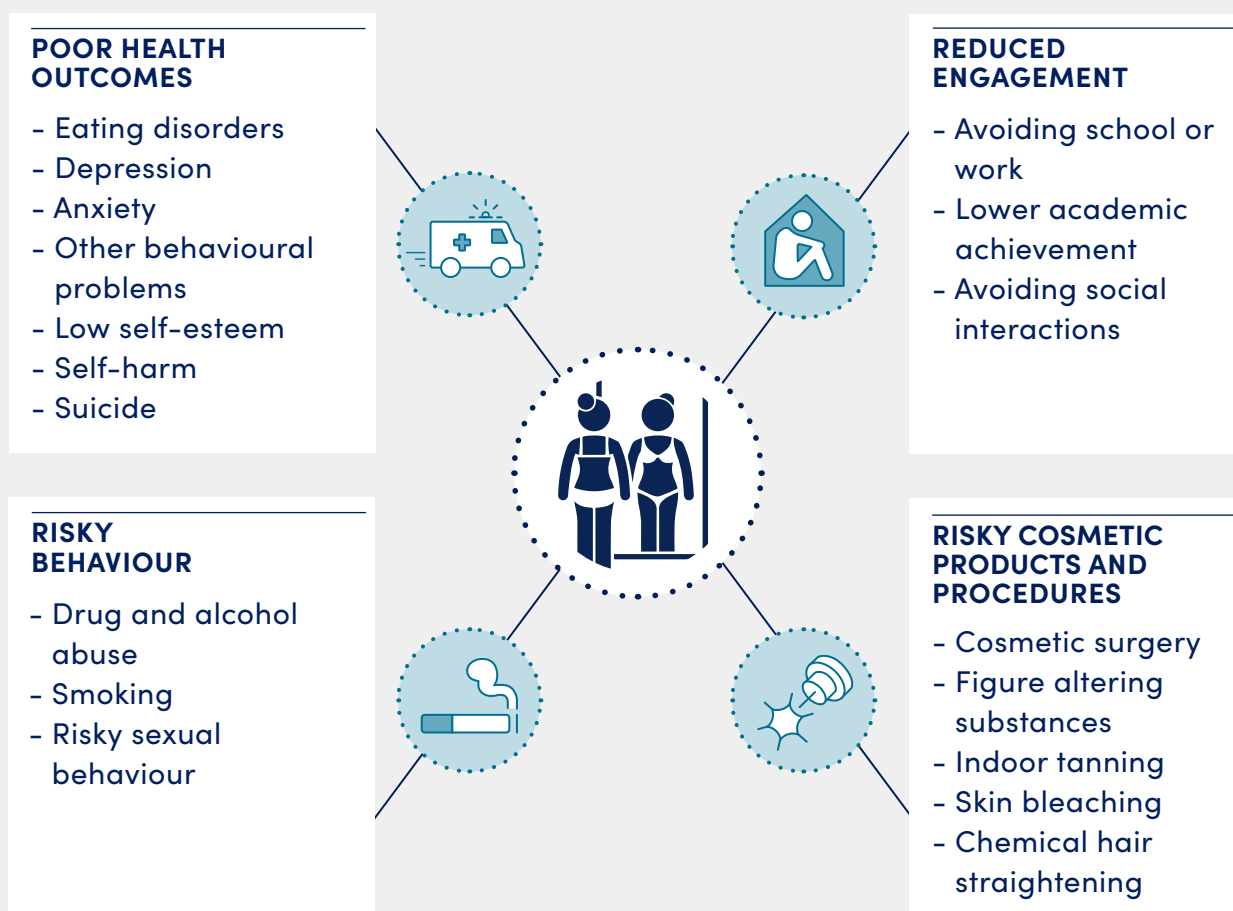 POOR HEALTH
OUTCOMES
- Eating disorders
- Depression
- Anxiety
- Other behavioural
problems
- Low self-esteem
- Self-harm
- Suicide
REDUCED
ENGAGEMENT
- Avoiding school or
work
- Lower academic
achievement
- Avoiding social
interactions
RISKY
BEHAVIOUR
- Drug and alcohol
abuse
- Smoking
- Risky sexual
behaviour
RISKY COSMETIC
PRODUCTS AND
PROCEDURES
- Cosmetic surgery
- Figure altering
substances
- Indoor tanning
- Skin bleaching
- Chemical hair
straightening